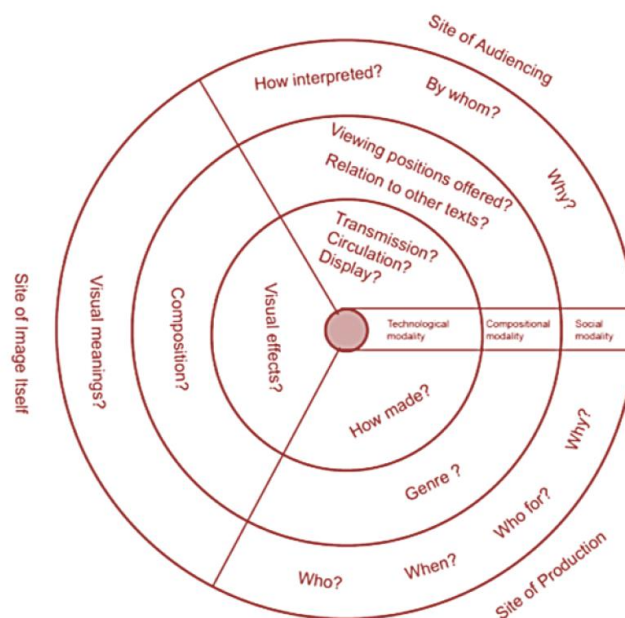 Site of Audiencing
How interpreted?
By whom?
Why?
Viewing positions offered?
Relation to other texts?
Transmission?
Circulation?
Display?
Site of Image Itself
Visual meanings?
Composition?
Visual effects?
Technological
modality
Compositional
modality
Social
modality
How made?
Genre ?
Why?
Who for?
When?
Who?
Site of Production